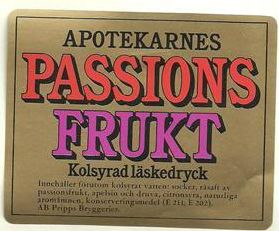 APOTEKARNES
PASSIONS
FRUKT
Kolsyrad läskedryck
Innehåller förutom kolsyrat vatten: socker, råsaft av
passionsfrukt, apelsin och druva, citronsyra, naturliga
aromämnen, konserveringsmedel (E 211, E 202).
AB Pripps Bryggerier.